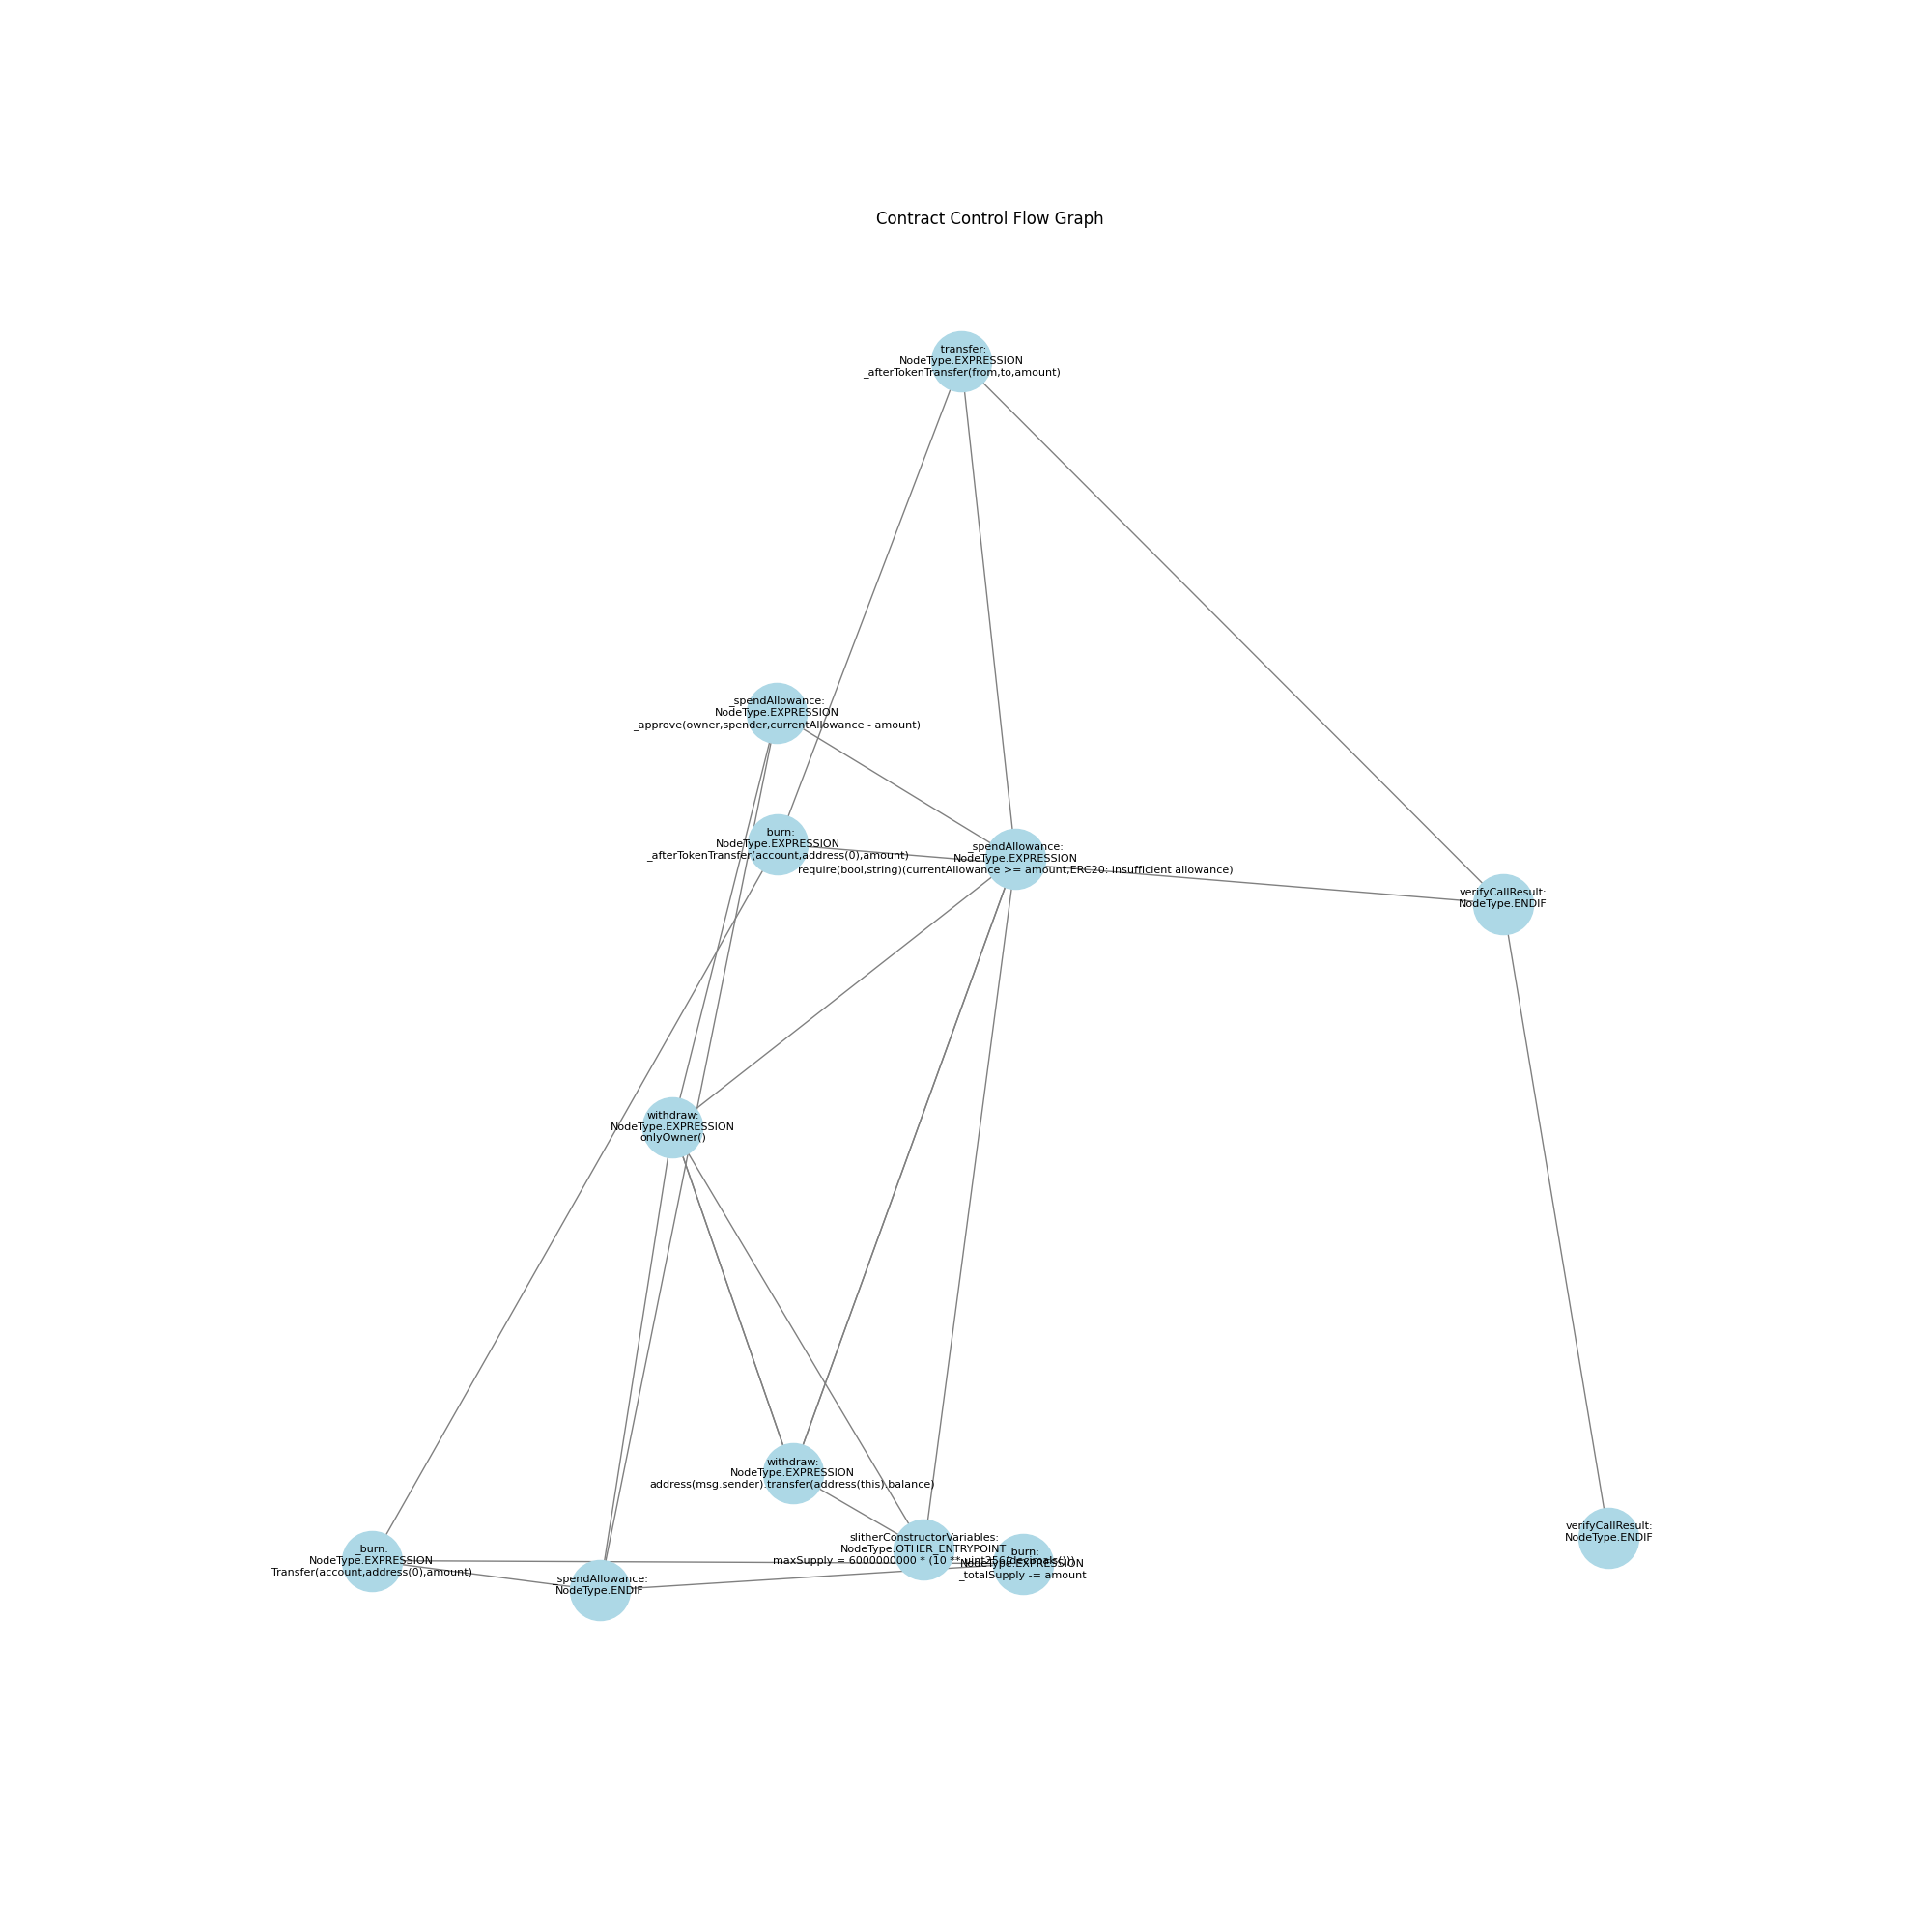 Contract Control Flow Graph
_transfer:
NodeType.EXPRESSION
_afterTokenTransfer(from,to,amount)
_spendAllowance:
NodeType.EXPRESSION
_approve(owner,spender,currentAllowance - amount)
_burn:
NodeType.EXPRESSION
_afterTokenTransfer(account,address(0),amount)
_spendAllowance:
NodeType.EXPRESSION
require(bool,string)(currentAllowance >= amount,ERC20: insufficient allowance)
verifyCallResult:
NodeType.ENDIF
withdraw:
NodeType.EXPRESSION
onlyOwner()
withdraw:
NodeType.EXPRESSION
address(msg.sender).transfer(address(this).balance)
slitherConstructorVariables:
NodeType.OTHER_ENTRYPOINT
maxSupply = 6000000000 * (10 ** uint256(decimals()))
_burn:
NodeType.EXPRESSION
_totalSupply -= amount
_burn:
NodeType.EXPRESSION
Transfer(account,address(0),amount)
_spendAllowance:
NodeType.ENDIF
verifyCallResult:
NodeType.ENDIF